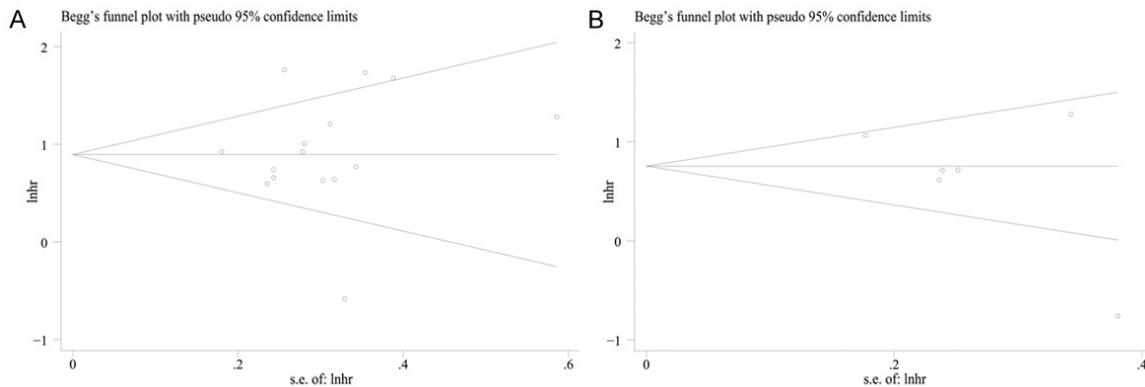 A
Begg's funnel plot with pseudo 95% confidence limits
2
1
0
−1
lnhr
0
.2
.4
.6
s.e. of: lnhr
B
Begg's funnel plot with pseudo 95% confidence limits
2
1
0
−1
lnhr
0
.2
.4
s.e. of: lnhr